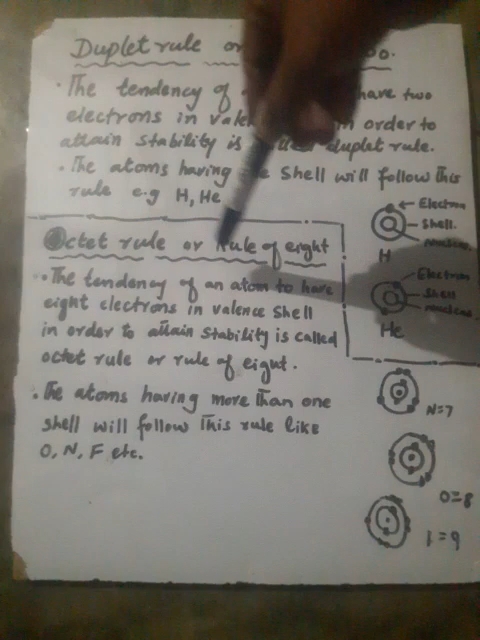 Duplet rule or o.
• The tendency of have two
electrons in in order to
attain stability is duplet rule.
• The atoms having shell will follow this
rule e.g H, He
Electron
Shell.
Nucleus
H
Octet rule or Rule of eight
• The tendency of an atom to have
eight electrons in valence shell
in order to attain stability is called
octet rule or rule of eight.
Electron
Shell
nucleus
He
• The atoms having more than one
shell will follow this rule like
O, N, F etc.
N=7
O=8